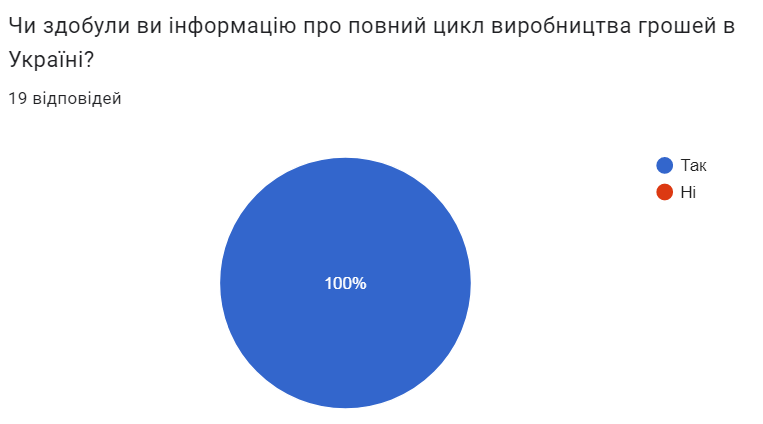 Чи здобули ви інформацію про повний цикл виробництва грошей в
Україні?
19 відповідей
Так
Ні
100%